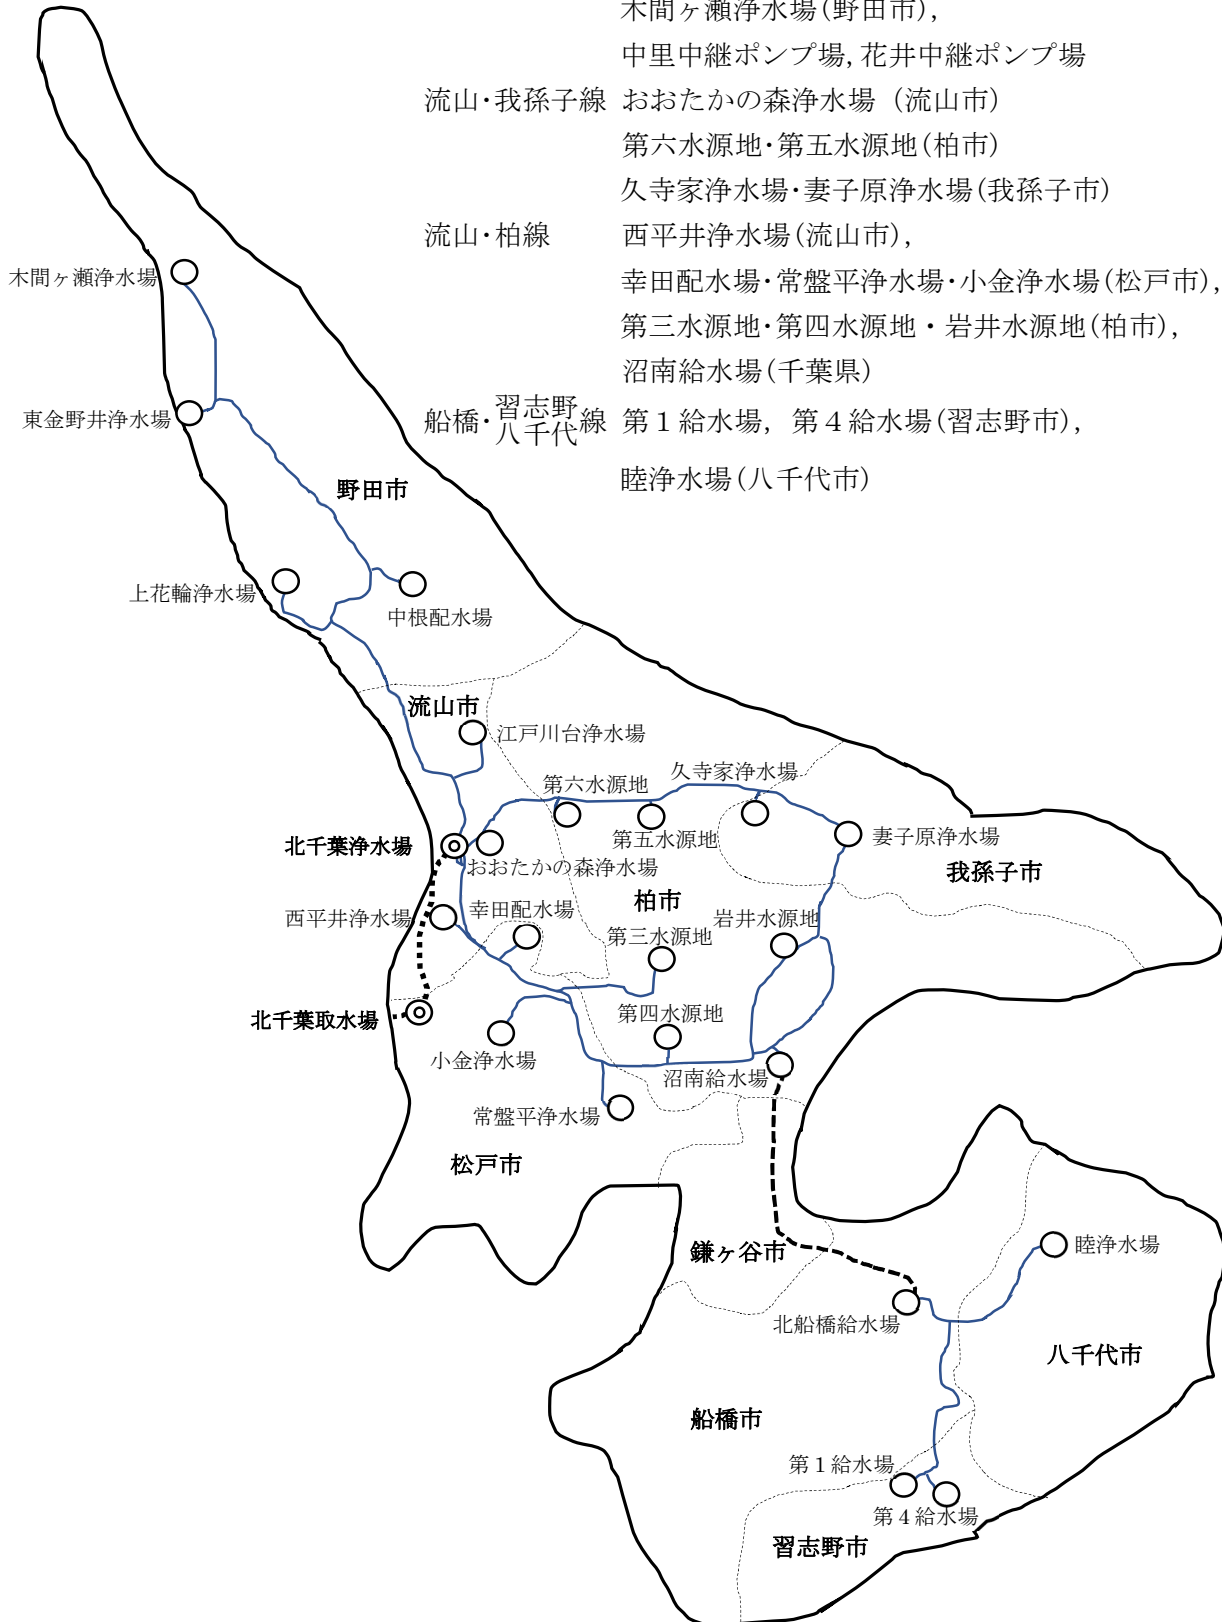 木間ヶ瀬浄水場(野田市),
中里中継ポンプ場, 花井中継ポンプ場
流山・我孫子線 おおたかの森浄水場 (流山市)
第六水源地・第五水源地(柏市)
久寺家浄水場・妻子原浄水場(我孫子市)
流山・柏線 西平井浄水場(流山市),
幸田配水場・常盤平浄水場・小金浄水場(松戸市),
第三水源地・第四水源地・岩井水源地(柏市),
沼南給水場(千葉県)
船橋・習志野八千代線 第1給水場, 第4給水場(習志野市),
睦浄水場(八千代市)
木間ヶ瀬浄水場
東金野井浄水場
野田市
上花輪浄水場
中根配水場
流山市
江戸川台浄水場
第六水源地
久寺家浄水場
第五水源地
妻子原浄水場
北千葉浄水場
おおたかの森浄水場
我孫子市
柏市
西平井浄水場
幸田配水場
岩井水源地
第三水源地
北千葉取水場
第四水源地
小金浄水場
沼南給水場
常盤平浄水場
松戸市
鎌ヶ谷市
睦浄水場
北船橋給水場
八千代市
船橋市
第1給水場
第4給水場
習志野市